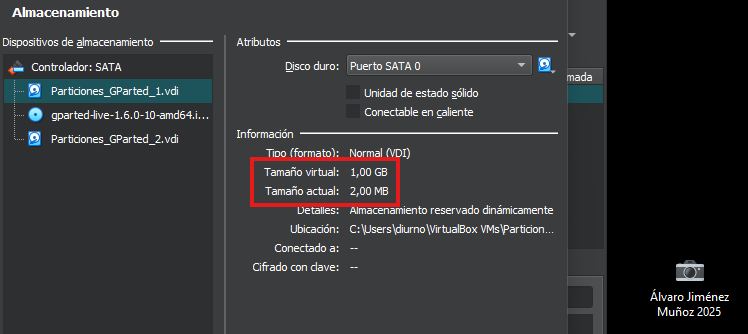 Almacenamiento
Dispositivos de almacenamiento
Controlador: SATA
Particiones_GParted_1.vdi
gparted-live-1.6.0-10-amd64.i...
Particiones_GParted_2.vdi
Atributos
Disco duro: Puerto SATA 0
Unidad de estado sólido
Conectable en caliente
Información
Tipo (formato): Normal (VDI)
Tamaño virtual: 1,00 GB
Tamaño actual: 2,00 MB
Detalles: Almacenamiento reservado dinámicamente
Ubicación: C:\Users\diurno\VirtualBox VMs\Particion...
Conectado a: --
Cifrado con clave: --
mada
Álvaro Jiménez
Muñoz 2025